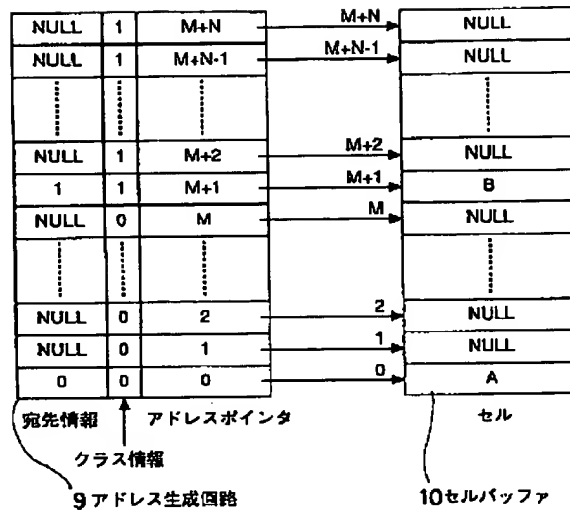 NULL 1 M+N M+N NULL
NULL 1 M+N-1 M+N-1 NULL
NULL 1 M+2 M+2 NULL
1 1 M+1 M+1 B
NULL 0 M M NULL
NULL 0 2 2 NULL
NULL 0 1 1 NULL
0 0 0 0 A
宛先情報 アドレスポインタ セル
クラス情報
9アドレス生成回路 10セルバッファ